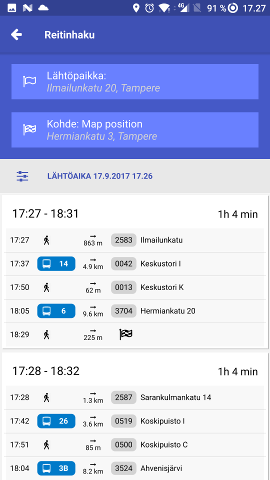 91 % 17.27
Reitinhaku
Lähtöpaikka:
Ilmailunkatu 20, Tampere
Kohde: Map position
Hermiankatu 3, Tampere
LÄHTÖAIKA 17.9.2017 17.26
17:27 - 18:31 1h 4 min
17:27 863 m 2583 Ilmailunkatu
17:37 14 4.9 km 0042 Keskustori I
17:50 62 m 0013 Keskustori K
18:05 6 9.6 km 3704 Hermiankatu 20
18:29 225 m
17:28 - 18:32 1h 4 min
17:28 1.3 km 2587 Sarankulmankatu 14
17:42 26 3.6 km 0519 Koskipuisto I
17:51 85 m 0500 Koskipuisto C
18:04 3B 8.2 km 3524 Ahvenisjärvi